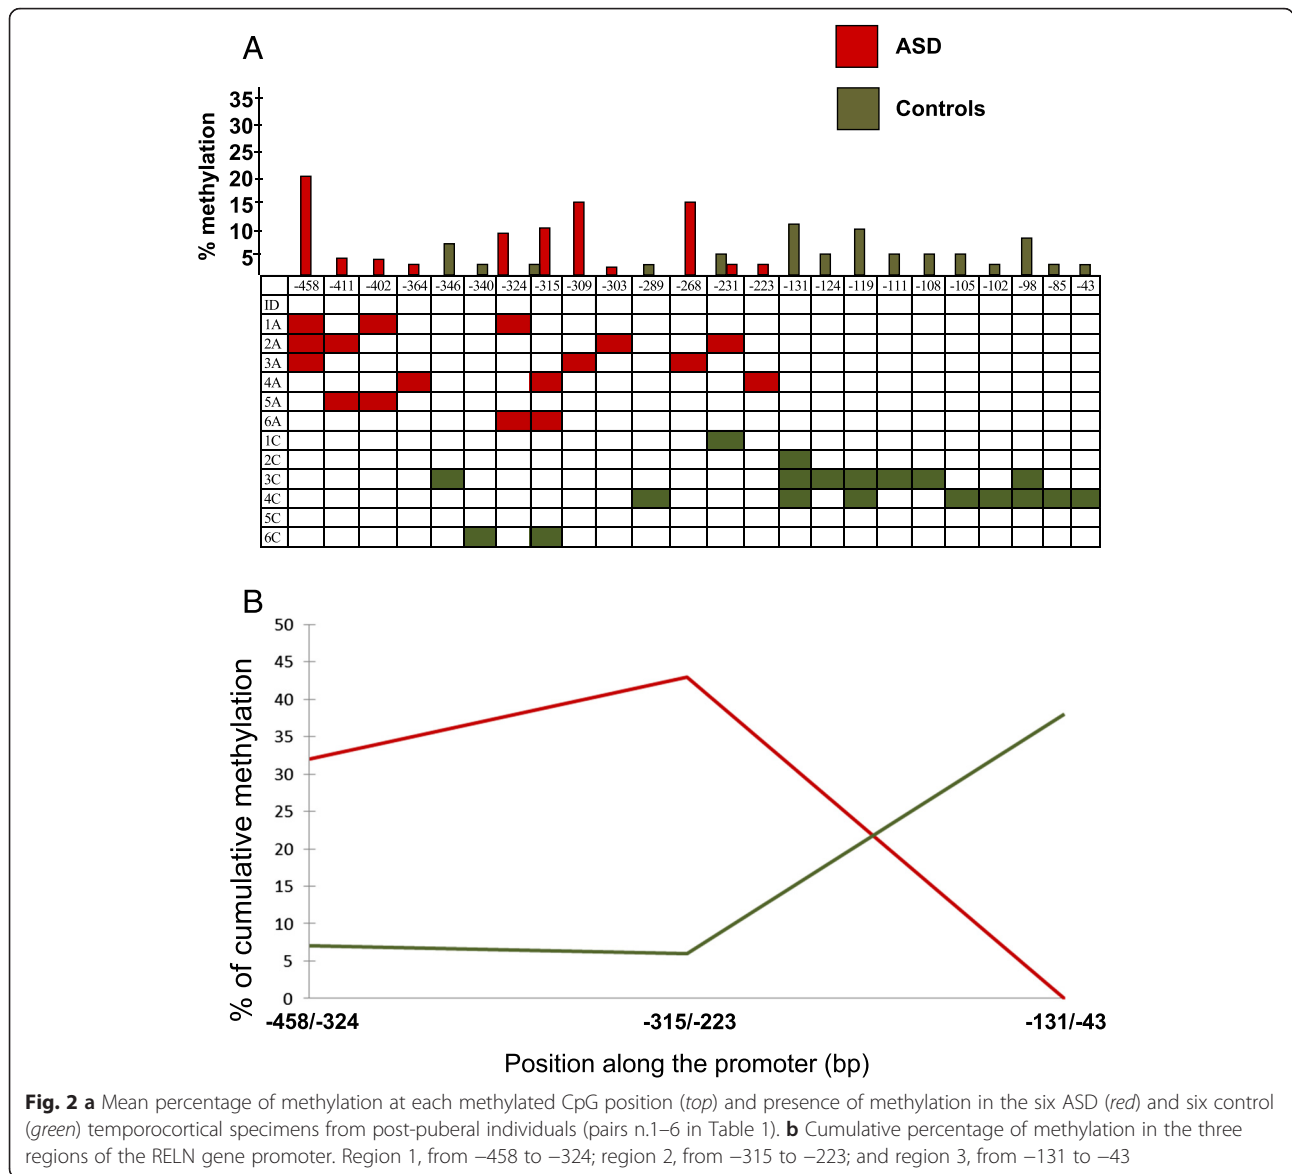 A
ASD
Controls
% methylation
35
30
25
20
15
10
5
-458 -411 -402 -364 -346 -340 -324 -315 -309 -303 -289 -268 -231 -223 -131 -124 -119 -111 -108 -105 -102 -98 -85 -43
ID
1A
2A
3A
4A
5A
6A
1C
2C
3C
4C
5C
6C
B
% of cumulative methylation
50
45
40
35
30
25
20
15
10
5
0
-458/-324 -315/-223 -131/-43
Position along the promoter (bp)
Fig. 2 a Mean percentage of methylation at each methylated CpG position (top) and presence of methylation in the six ASD (red) and six control
(green) temporocortical specimens from post-puberal individuals (pairs n.1–6 in Table 1). b Cumulative percentage of methylation in the three
regions of the RELN gene promoter. Region 1, from −458 to −324; region 2, from −315 to −223; and region 3, from −131 to −43